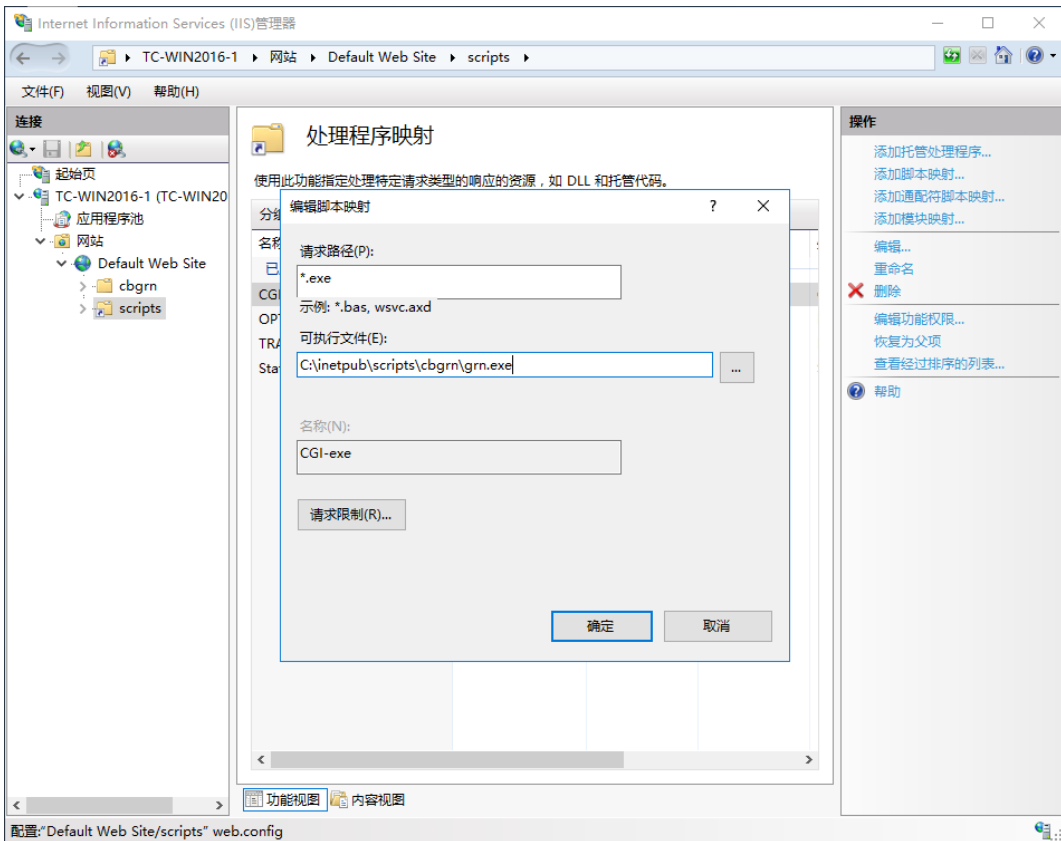 Internet Information Services (IIS)管理器
TC-WIN2016-1 网站 Default Web Site scripts
文件(F) 视图(V) 帮助(H)
连接
起始页
TC-WIN2016-1 (TC-WIN20
应用程序池
网站
Default Web Site
cbgrn
scripts
处理程序映射
使用此功能指定处理特定请求类型的响应的资源，如 DLL 和托管代码。
名称
CGI
OPT
TRA
Sta
编辑脚本映射 ?
请求路径(P):
*.exe
示例: *.bas, wsvc.axd
可执行文件(E):
C:\inetpub\scripts\cbgrn\grn.exe
...
名称(N):
CGI-exe
请求限制(R)...
确定 取消
功能视图 内容视图
操作
添加托管处理程序...
添加脚本映射...
添加通配符脚本映射...
添加模块映射...
编辑...
重命名
删除
编辑功能权限...
恢复为父项
查看经过排序的列表...
帮助
配置:“Default Web Site/scripts” web.config